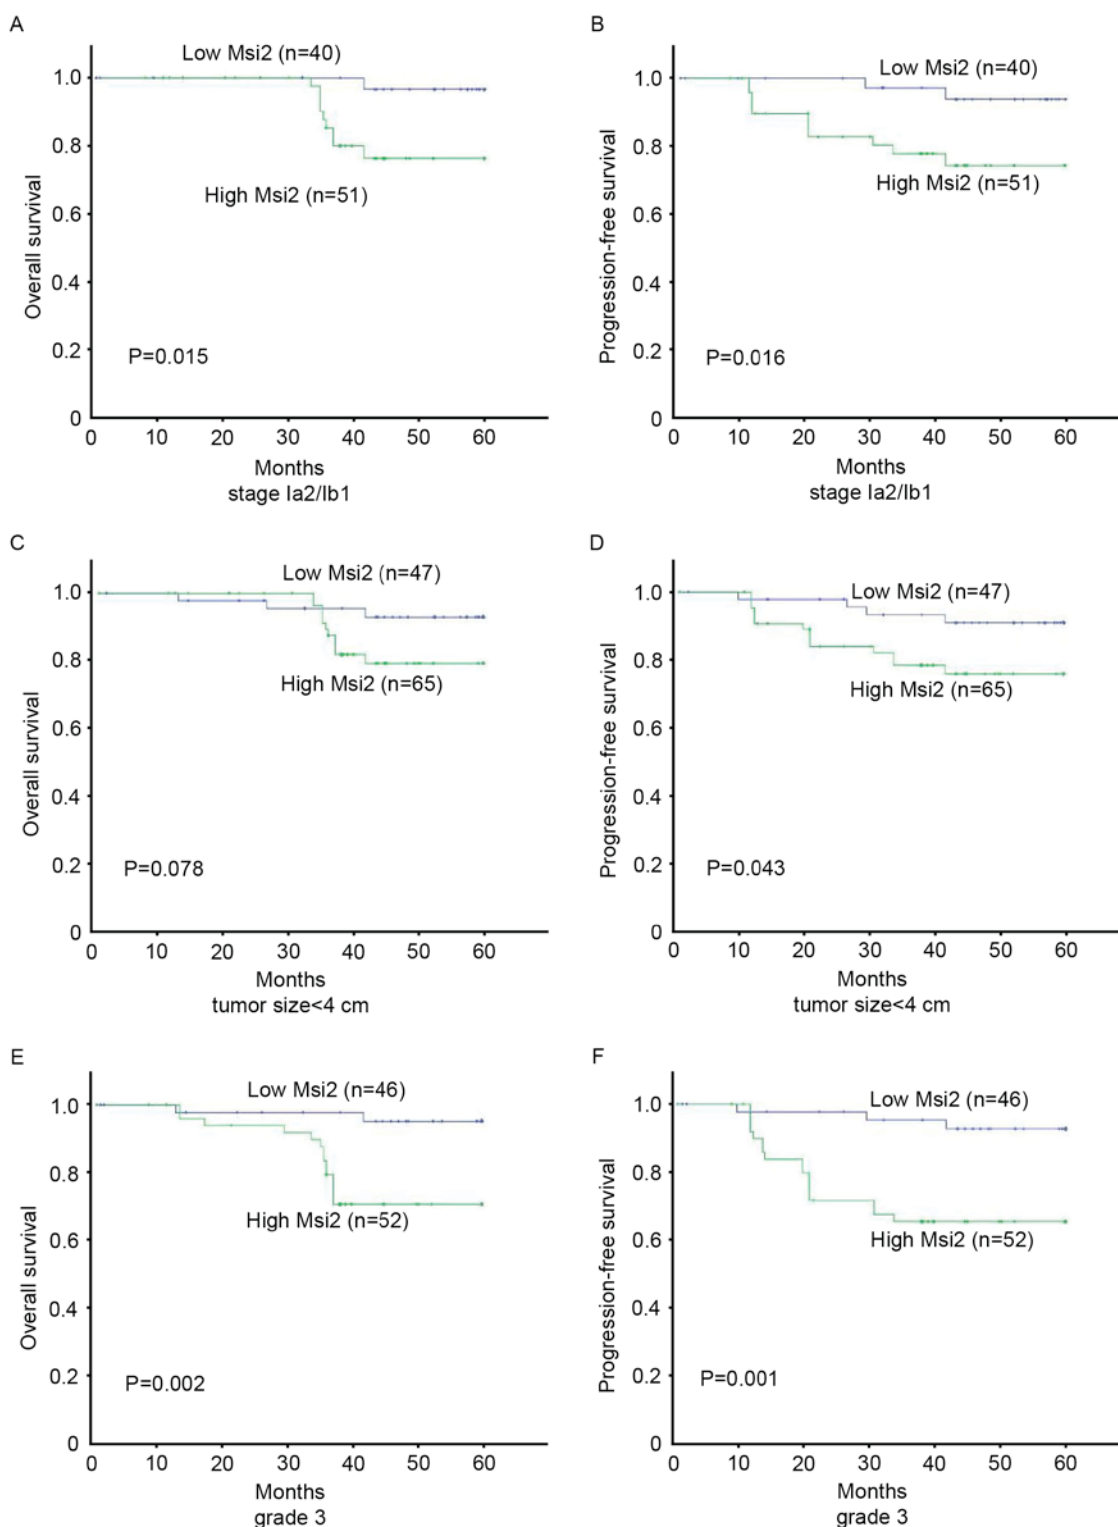 A
Low Msi2 (n=40)
1.0
0.8
High Msi2 (n=51)
0.6
0.4
0.2
0
Overall survival
P=0.015
0 10 20 30 40 50 60
Months
stage Ia2/Ib1
B
Low Msi2 (n=40)
1.0
0.8
High Msi2 (n=51)
0.6
0.4
0.2
0
Progression-free survival
P=0.016
0 10 20 30 40 50 60
Months
stage Ia2/Ib1
C
Low Msi2 (n=47)
1.0
0.8
High Msi2 (n=65)
0.6
0.4
0.2
0
Overall survival
P=0.078
0 10 20 30 40 50 60
Months
tumor size<4 cm
D
Low Msi2 (n=47)
1.0
0.8
High Msi2 (n=65)
0.6
0.4
0.2
0
Progression-free survival
P=0.043
0 10 20 30 40 50 60
Months
tumor size<4 cm
E
Low Msi2 (n=46)
1.0
0.8
High Msi2 (n=52)
0.6
0.4
0.2
0
Overall survival
P=0.002
0 10 20 30 40 50 60
Months
grade 3
F
Low Msi2 (n=46)
1.0
0.8
High Msi2 (n=52)
0.6
0.4
0.2
0
Progression-free survival
P=0.001
0 10 20 30 40 50 60
Months
grade 3